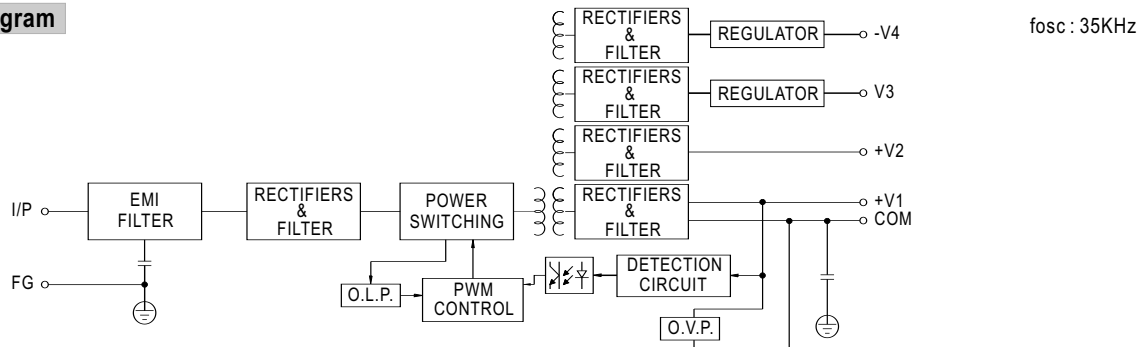 gram
fosc : 35KHz
RECTIFIERS
&
FILTER
REGULATOR
-V4
RECTIFIERS
&
FILTER
REGULATOR
V3
RECTIFIERS
&
FILTER
+V2
I/P
EMI
FILTER
RECTIFIERS
&
FILTER
POWER
SWITCHING
RECTIFIERS
&
FILTER
+V1
COM
FG
O.L.P.
PWM
CONTROL
DETECTION
CIRCUIT
O.V.P.